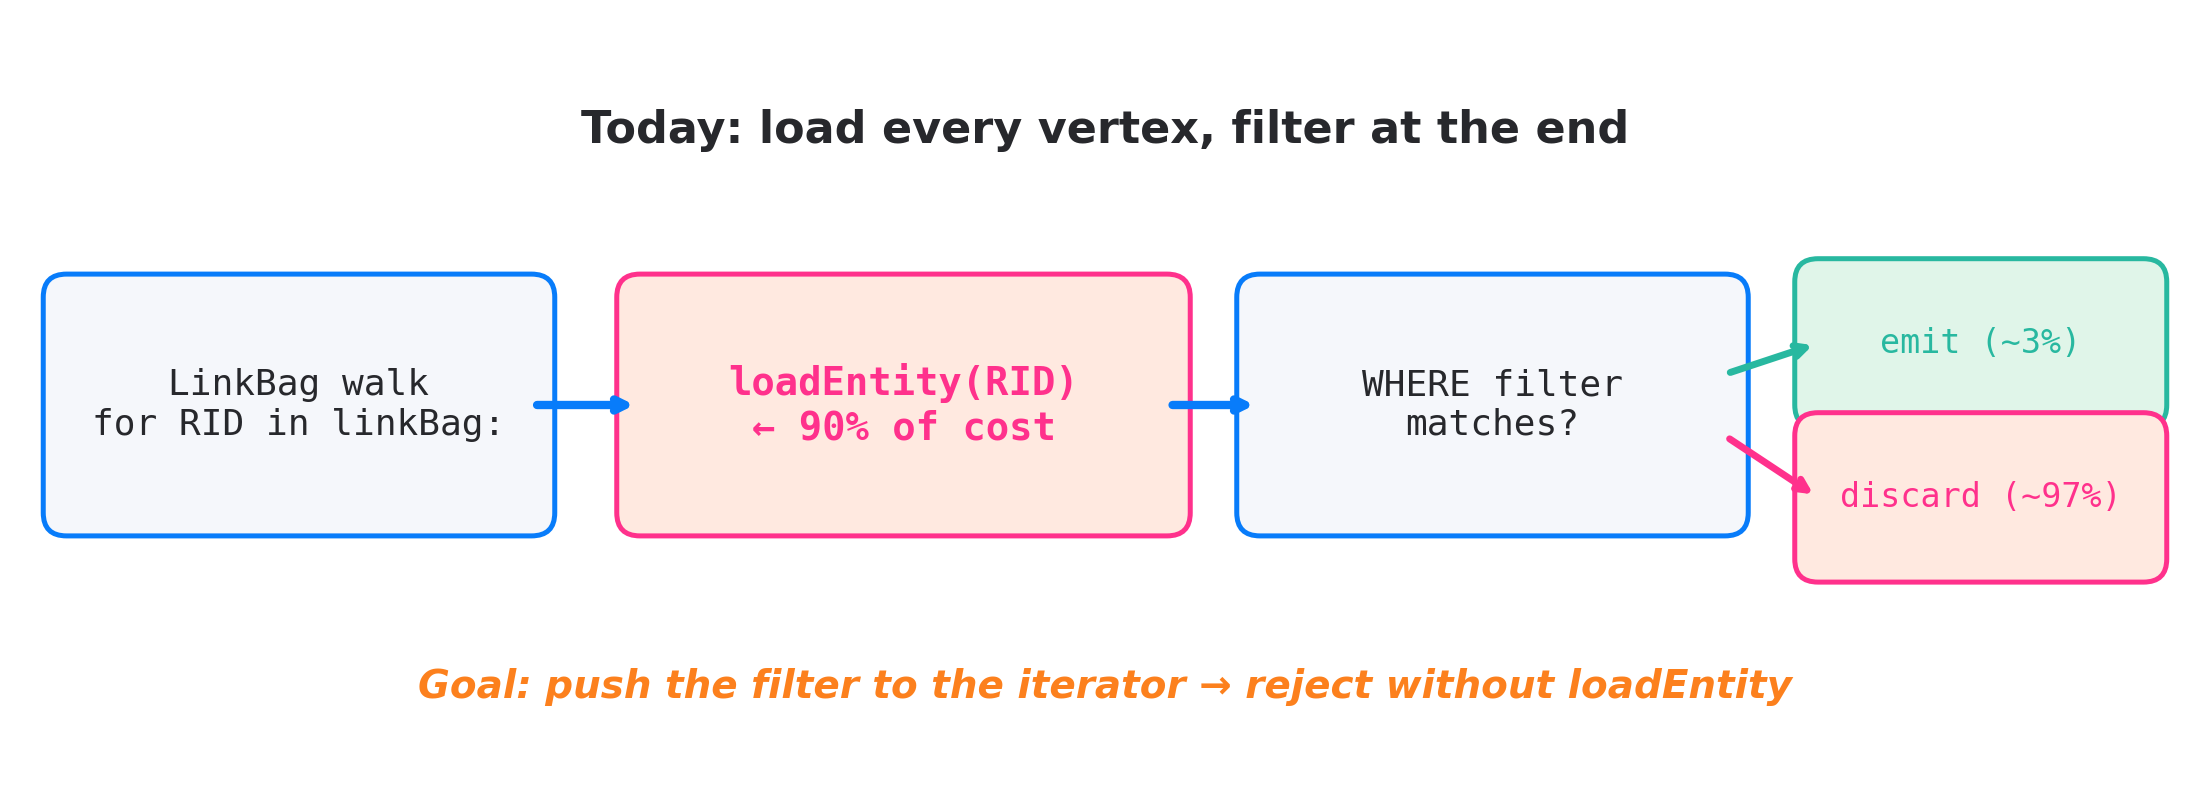 Today: load every vertex, filter at the end
LinkBag walk
for RID in linkBag:
loadEntity(RID)
← 90% of cost
WHERE filter
matches?
emit (~3%)
discard (~97%)
Goal: push the filter to the iterator → reject without loadEntity